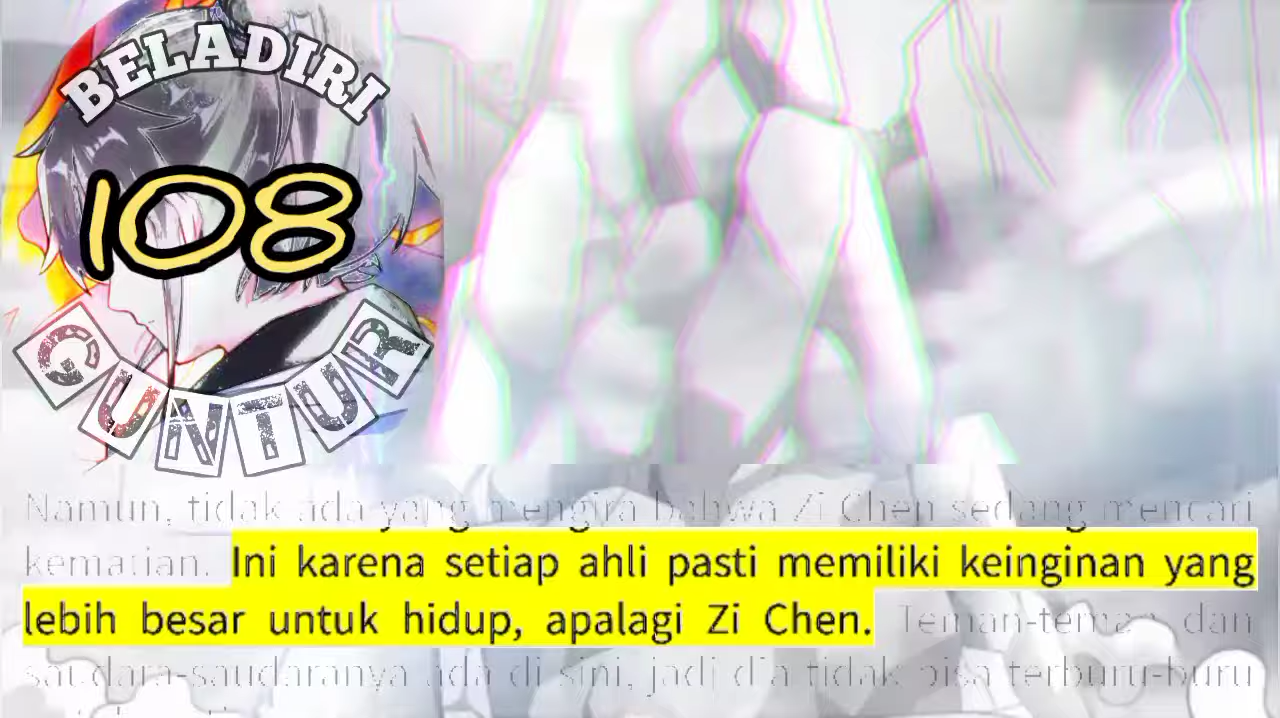 BELADIRI
108
GUNTUR
Namun, tidak ada yang mengira bahwa Zi Chen sedang mencari
kematian. Ini karena setiap ahli pasti memiliki keinginan yang
lebih besar untuk hidup, apalagi Zi Chen. Teman-teman dan
saudara-saudaranya ada di sini, jadi dia tidak bisa terburu-buru